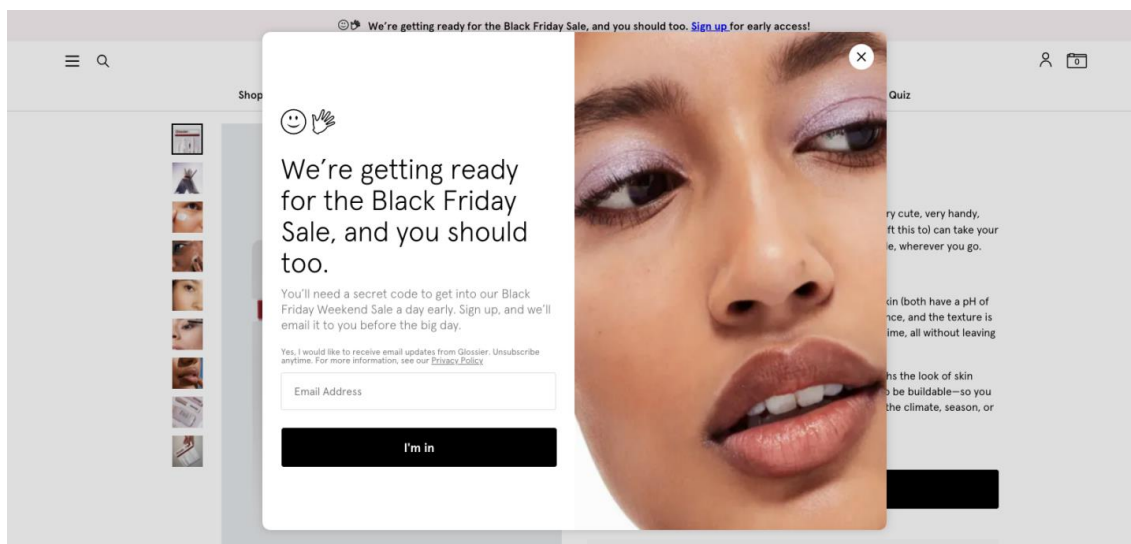 We're getting ready for the Black Friday Sale, and you should too. Sign up for early access!
0
Shop
Quiz
We're getting ready
for the Black Friday
Sale, and you should
too.
You'll need a secret code to get into our Black
Friday Weekend Sale a day early. Sign up, and we'll
email it to you before the big day.
Yes, I would like to receive email updates from Glossier. Unsubscribe
anytime. For more information, see our Privacy Policy
Email Address
I'm in
ry cute, very handy,
ft this to) can take your
le, wherever you go.
kin (both have a pH of
nce, and the texture is
ime, all without leaving
hs the look of skin
o be buildable—so you
the climate, season, or